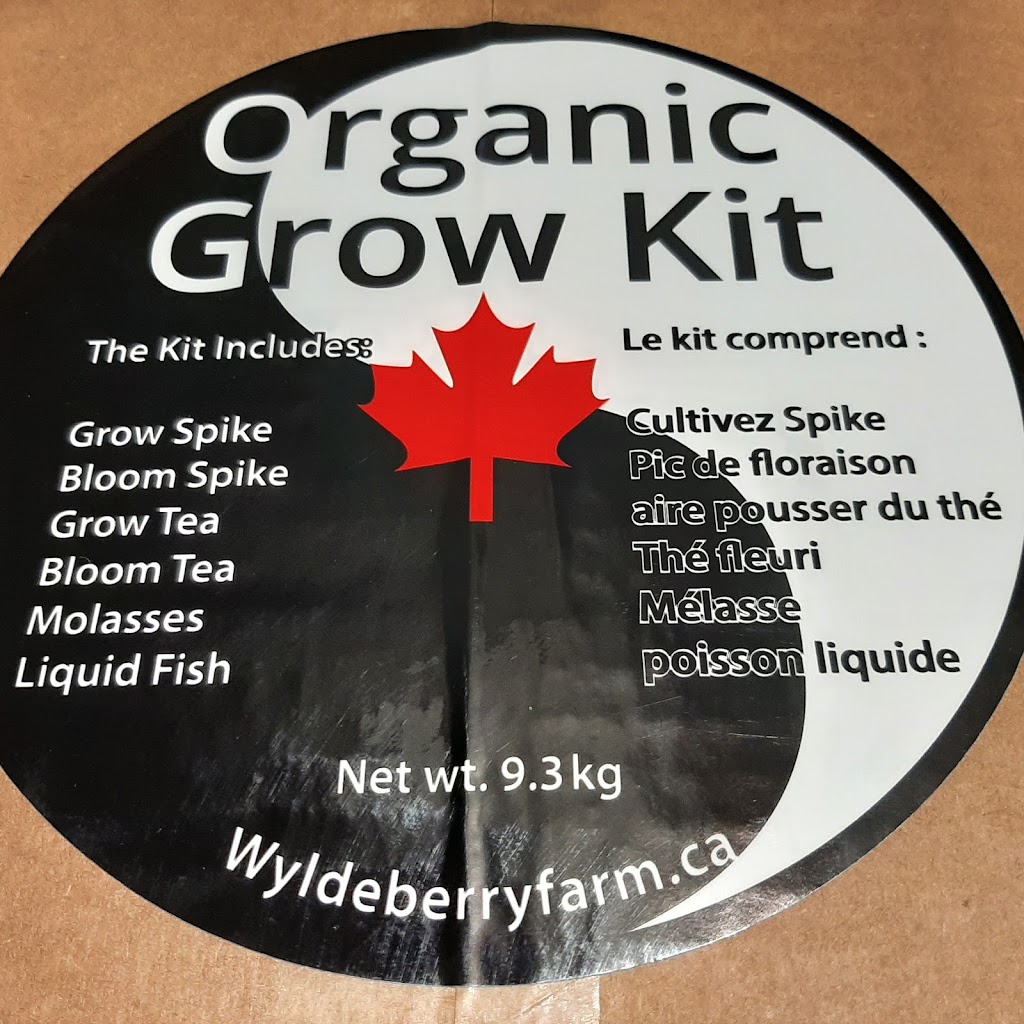 Organic
Grow Kit
The Kit Includes:
Grow Spike
Bloom Spike
Grow Tea
Bloom Tea
Molasses
Liquid Fish
Le kit comprend :
Cultivez Spike
Pic de floraison
aire pousser du thé
Thé fleuri
Mélasse
poisson liquide
Net wt. 9.3 kg
Wyldeberryfarm.ca